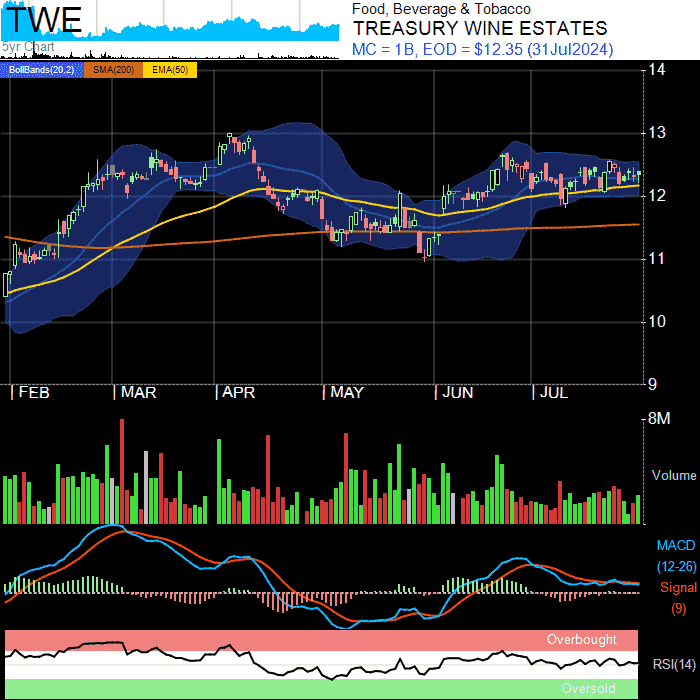 TWE
5yr Chart
Food, Beverage & Tobacco
TREASURY WINE ESTATES
MC = 1B, EOD = $12.35 (31Jul2024)
BollBands(20,2) SMA(200) EMA(50)
14
13
12
11
10
9
| FEB | MAR | APR | MAY | JUN | JUL
8M
Volume
MACD
(12-26)
Signal
(9)
Overbought
RSI(14)
Oversold